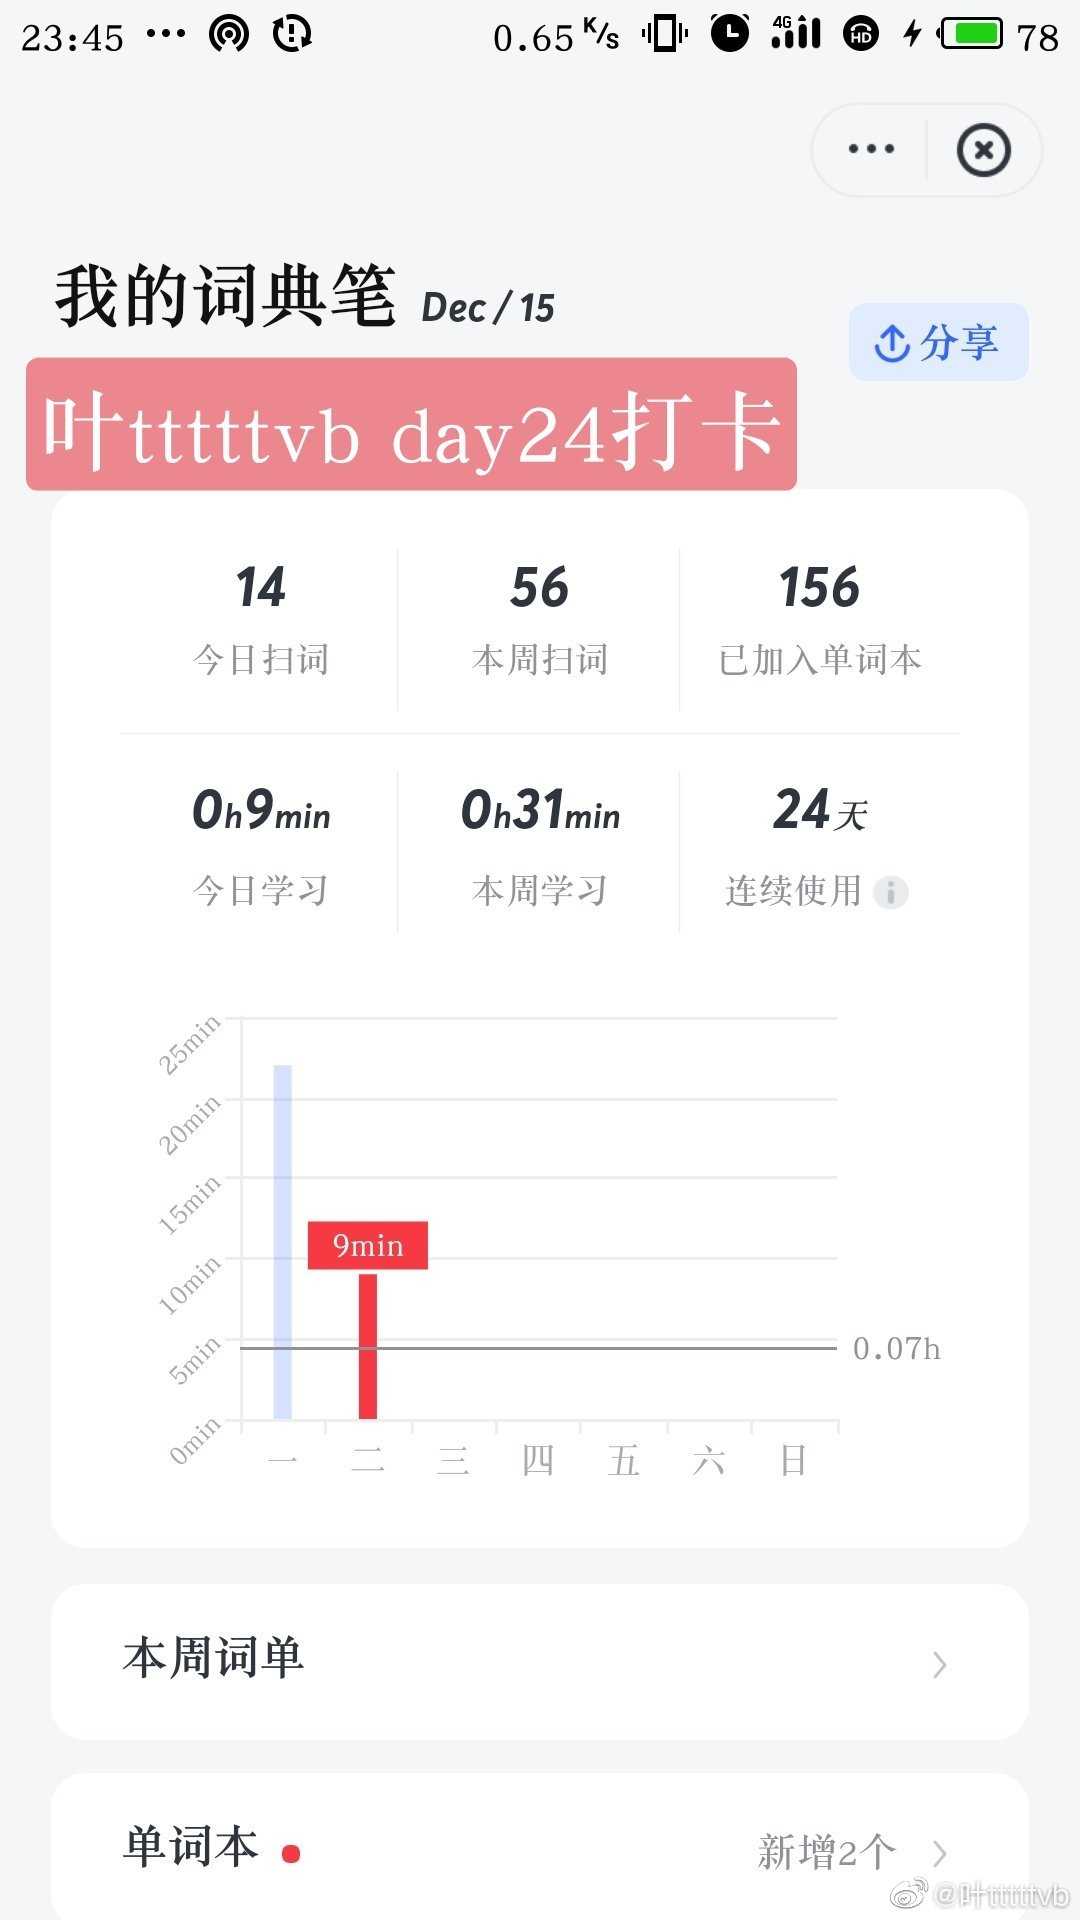 23:45 ... 0.65 K/s 4G HD 78
我的词典笔 Dec / 15
分享
叶tttttvb day24打卡
14 56 156
今日扫词 本周扫词 已加入单词本
0h9min 0h31min 24天
今日学习 本周学习 连续使用
25min
20min
15min
9min
10min
5min
0.07h
0min
一 二 三 四 五 六 日
本周词单
单词本 新增2个
@叶tttttvb